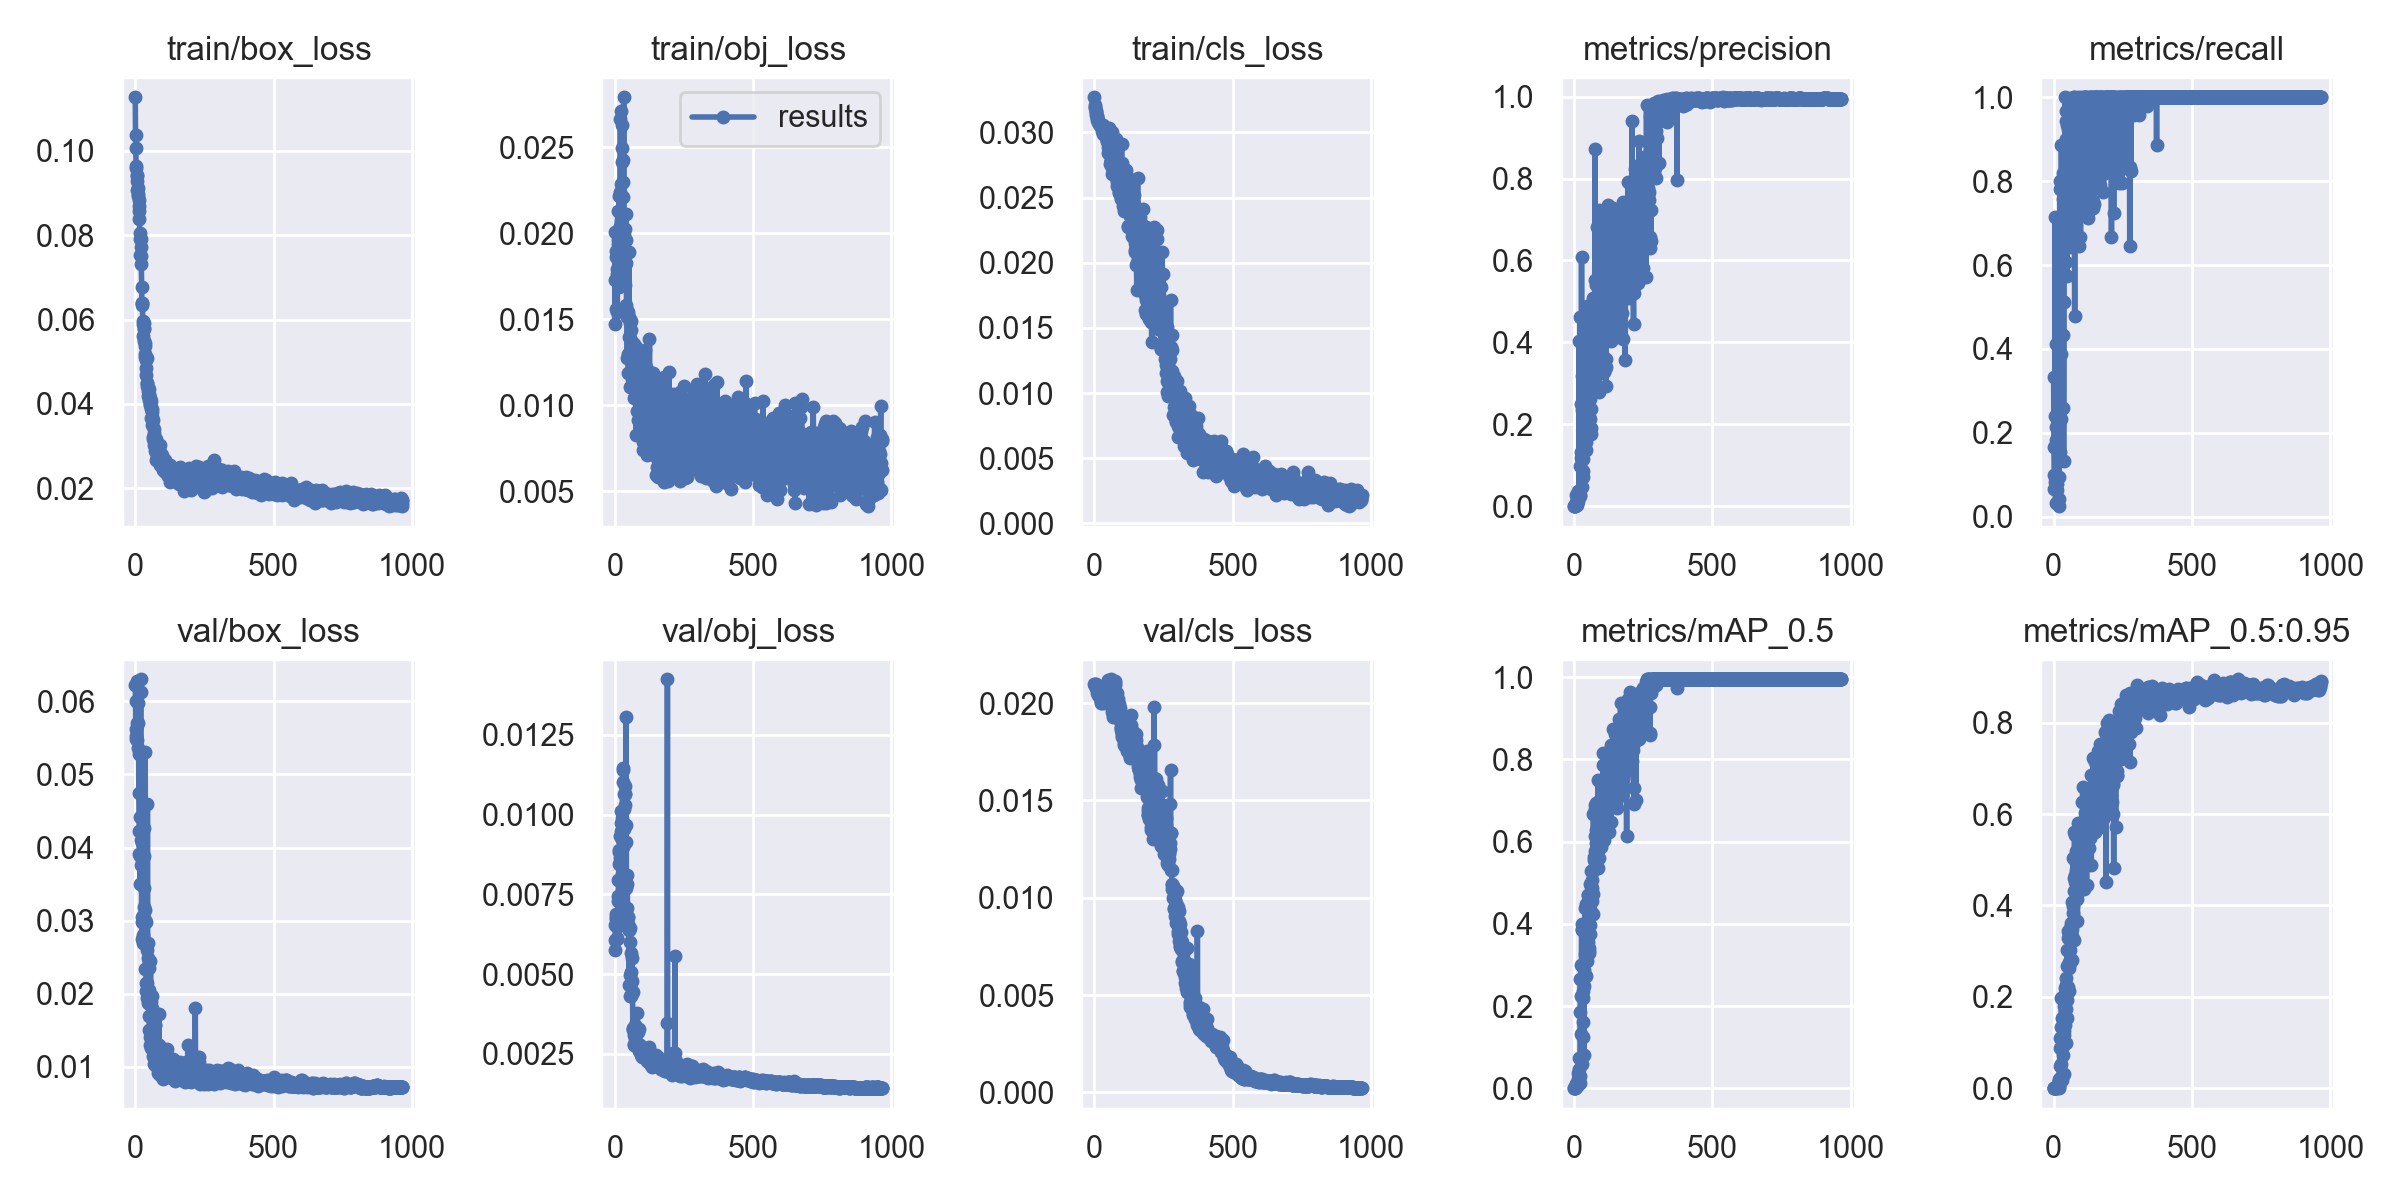 train/box_loss
0.10
0.08
0.06
0.04
0.02
0 500 1000
train/obj_loss
results
0.025
0.020
0.015
0.010
0.005
0 500 1000
train/cls_loss
0.030
0.025
0.020
0.015
0.010
0.005
0.000
0 500 1000
metrics/precision
1.0
0.8
0.6
0.4
0.2
0.0
0 500 1000
metrics/recall
1.0
0.8
0.6
0.4
0.2
0.0
0 500 1000
val/box_loss
0.06
0.05
0.04
0.03
0.02
0.01
0 500 1000
val/obj_loss
0.0125
0.0100
0.0075
0.0050
0.0025
0 500 1000
val/cls_loss
0.020
0.015
0.010
0.005
0.000
0 500 1000
metrics/mAP_0.5
1.0
0.8
0.6
0.4
0.2
0.0
0 500 1000
metrics/mAP_0.5:0.95
0.8
0.6
0.4
0.2
0.0
0 500 1000